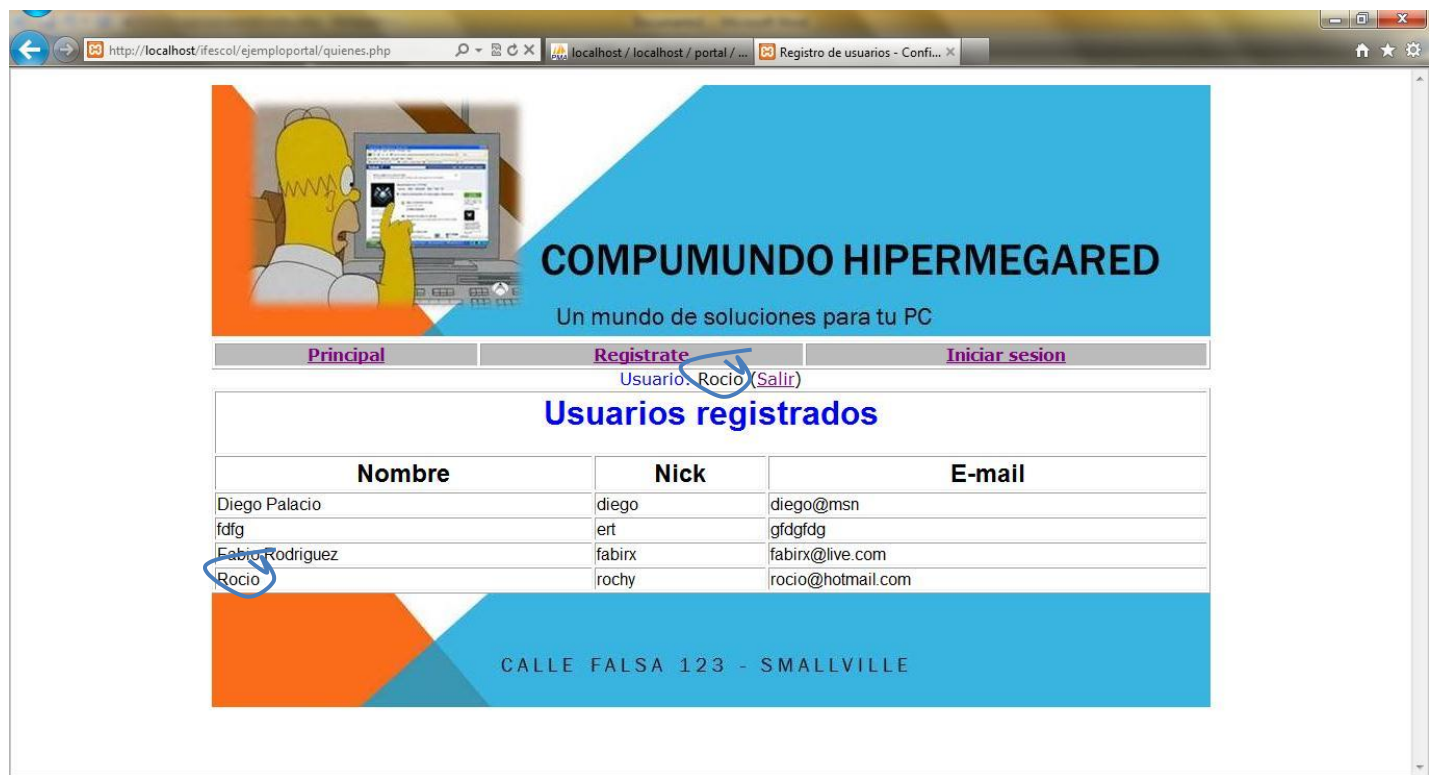 http://localhost/ifescol/ejemploportal/quienes.php
localhost / localhost / portal / ...
Registro de usuarios - Confi...
COMPUMUNDO HIPERMEGARED
Un mundo de soluciones para tu PC
Principal Registrate Iniciar sesion
Usuario: Rocio (Salir)
Usuarios registrados
Nombre Nick E-mail
Diego Palacio diego diego@msn
fdfg ert gfdgfdg
Fabio Rodriguez fabirx fabirx@live.com
Rocio rochy rocio@hotmail.com
CALLE FALSA 123 - SMALLVILLE